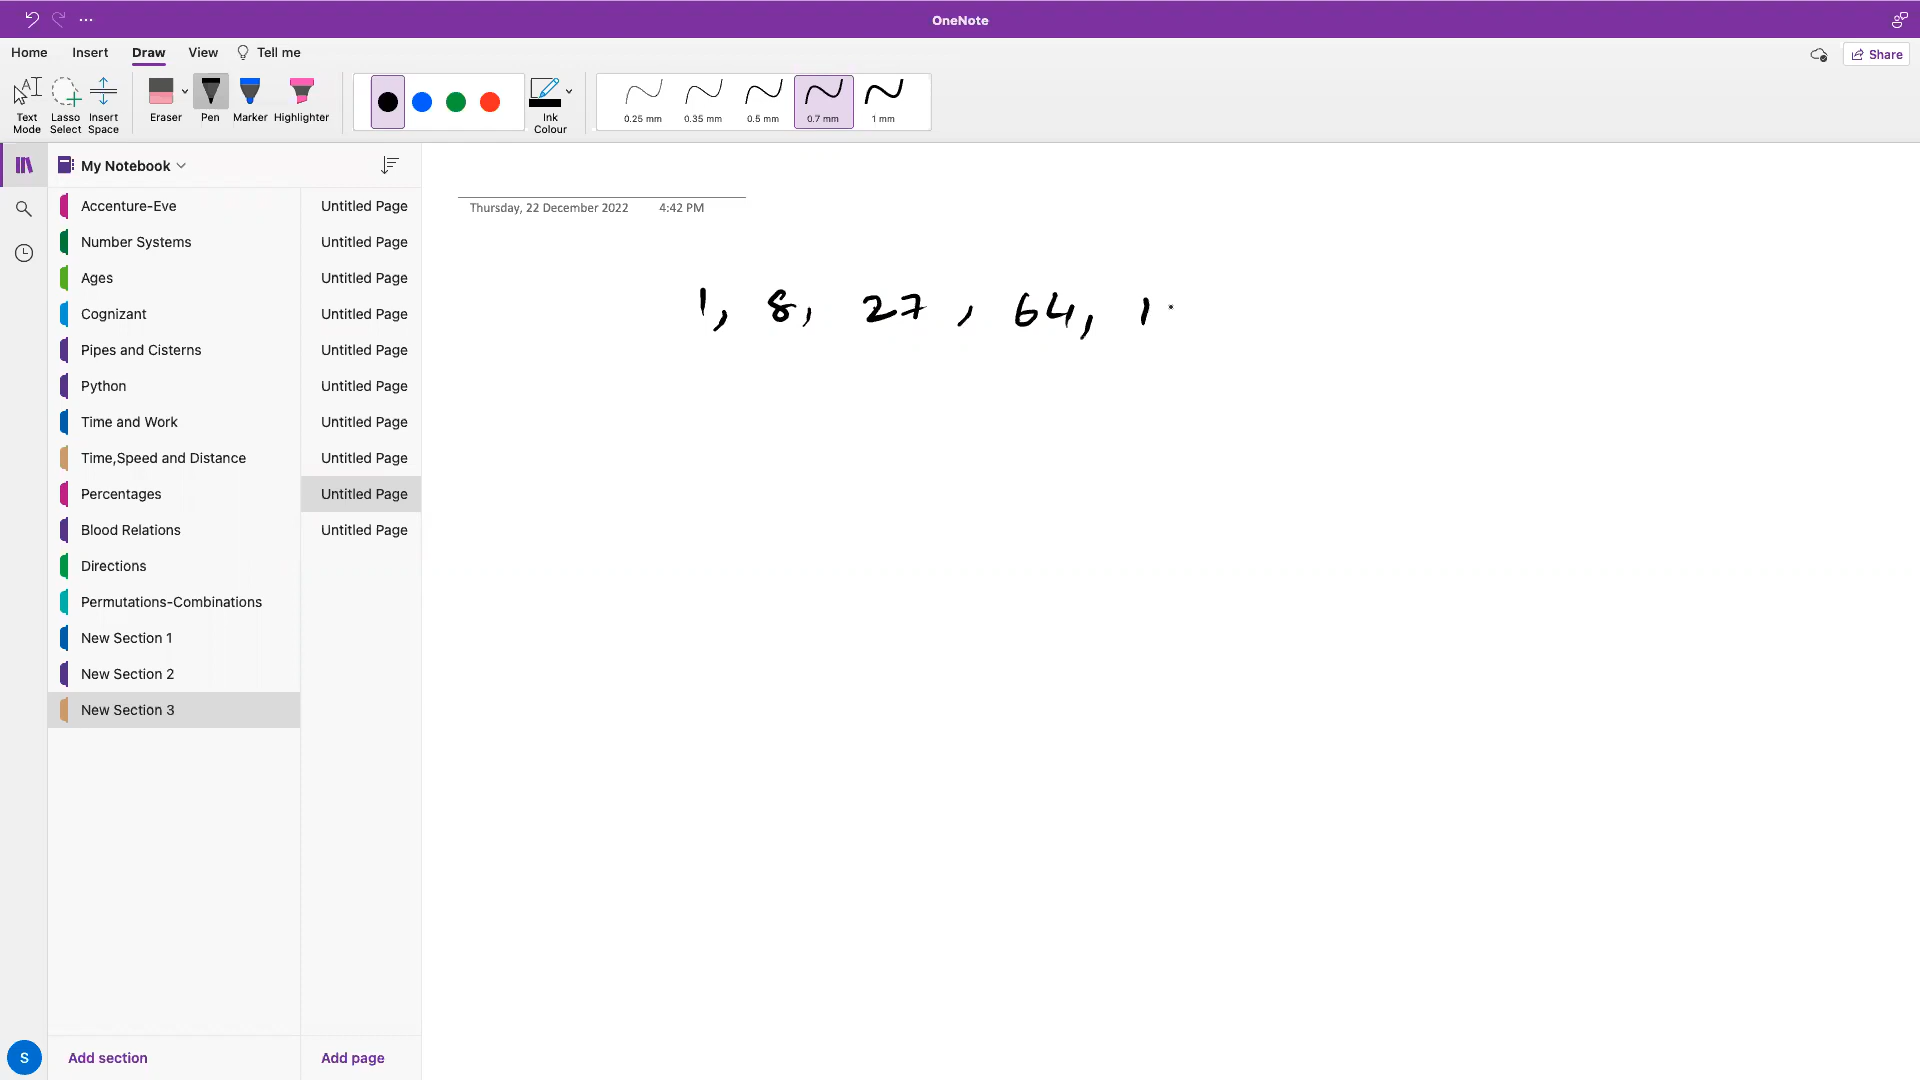 OneNote
Home Insert Draw View Tell me
Share
Text Mode
Lasso Select
Insert Space
Eraser
Pen
Marker
Highlighter
Ink Colour
0.25 mm
0.35 mm
0.5 mm
0.7 mm
1 mm
My Notebook
Accenture-Eve
Number Systems
Ages
Cognizant
Pipes and Cisterns
Python
Time and Work
Time,Speed and Distance
Percentages
Blood Relations
Directions
Permutations-Combinations
New Section 1
New Section 2
New Section 3
Add section
Untitled Page
Untitled Page
Untitled Page
Untitled Page
Untitled Page
Untitled Page
Untitled Page
Untitled Page
Untitled Page
Untitled Page
Add page
Thursday, 22 December 2022 4:42 PM
1, 8, 27, 64, 1
S